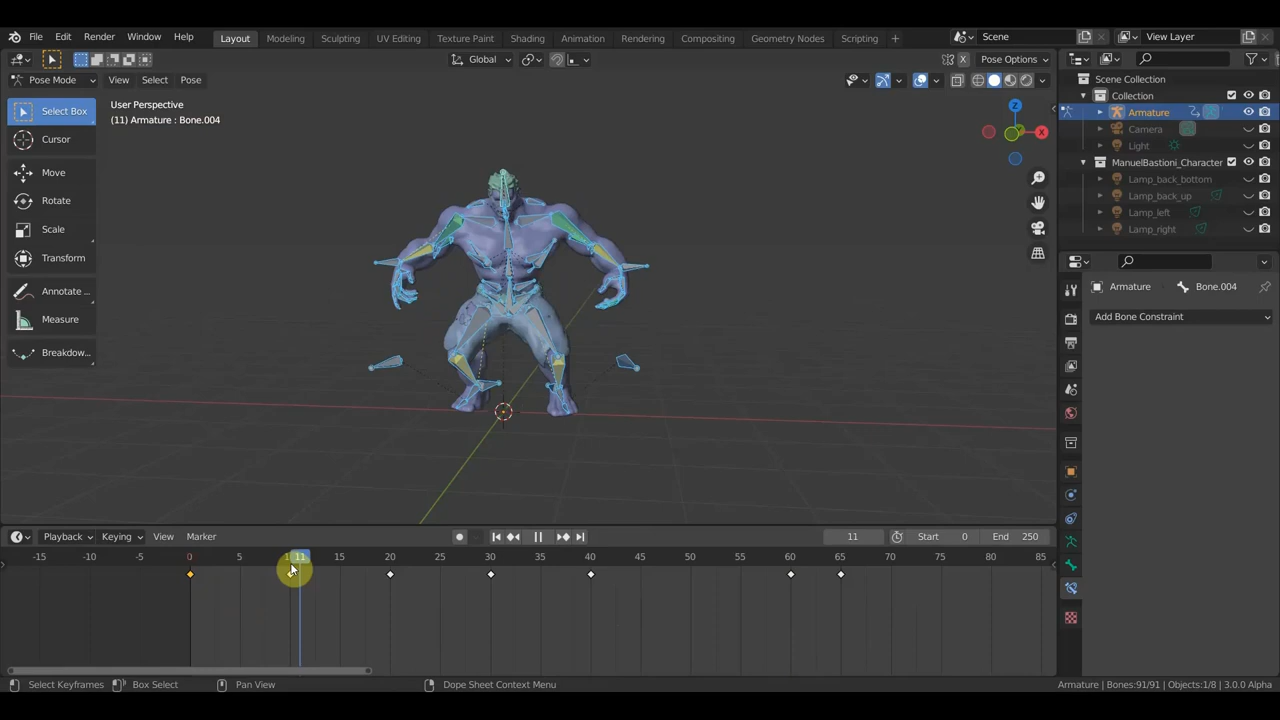 File Edit Render Window Help Layout Modeling Sculpting UV Editing Texture Paint Shading Animation Rendering Compositing Geometry Nodes Scripting + Scene View Layer
Global X Pose Options
Pose Mode View Select Pose
Scene Collection
Collection
Armature
Camera
Light
ManuelBastioni_Character
Lamp_back_bottom
Lamp_back_up
Lamp_left
Lamp_right
Select Box
Cursor
Move
Rotate
Scale
Transform
Annotate ...
Measure
Breakdow...
User Perspective
(11) Armature : Bone.004
Z
X
Armature Bone.004
Add Bone Constraint
Playback Keying View Marker 11 Start 0 End 250
-15 -10 -5 0 5 11 15 20 25 30 35 40 45 50 55 60 65 70 75 80 85
Select Keyframes Box Select Pan View Dope Sheet Context Menu Armature | Bones:91/91 | Objects:1/8 | 3.0.0 Alpha